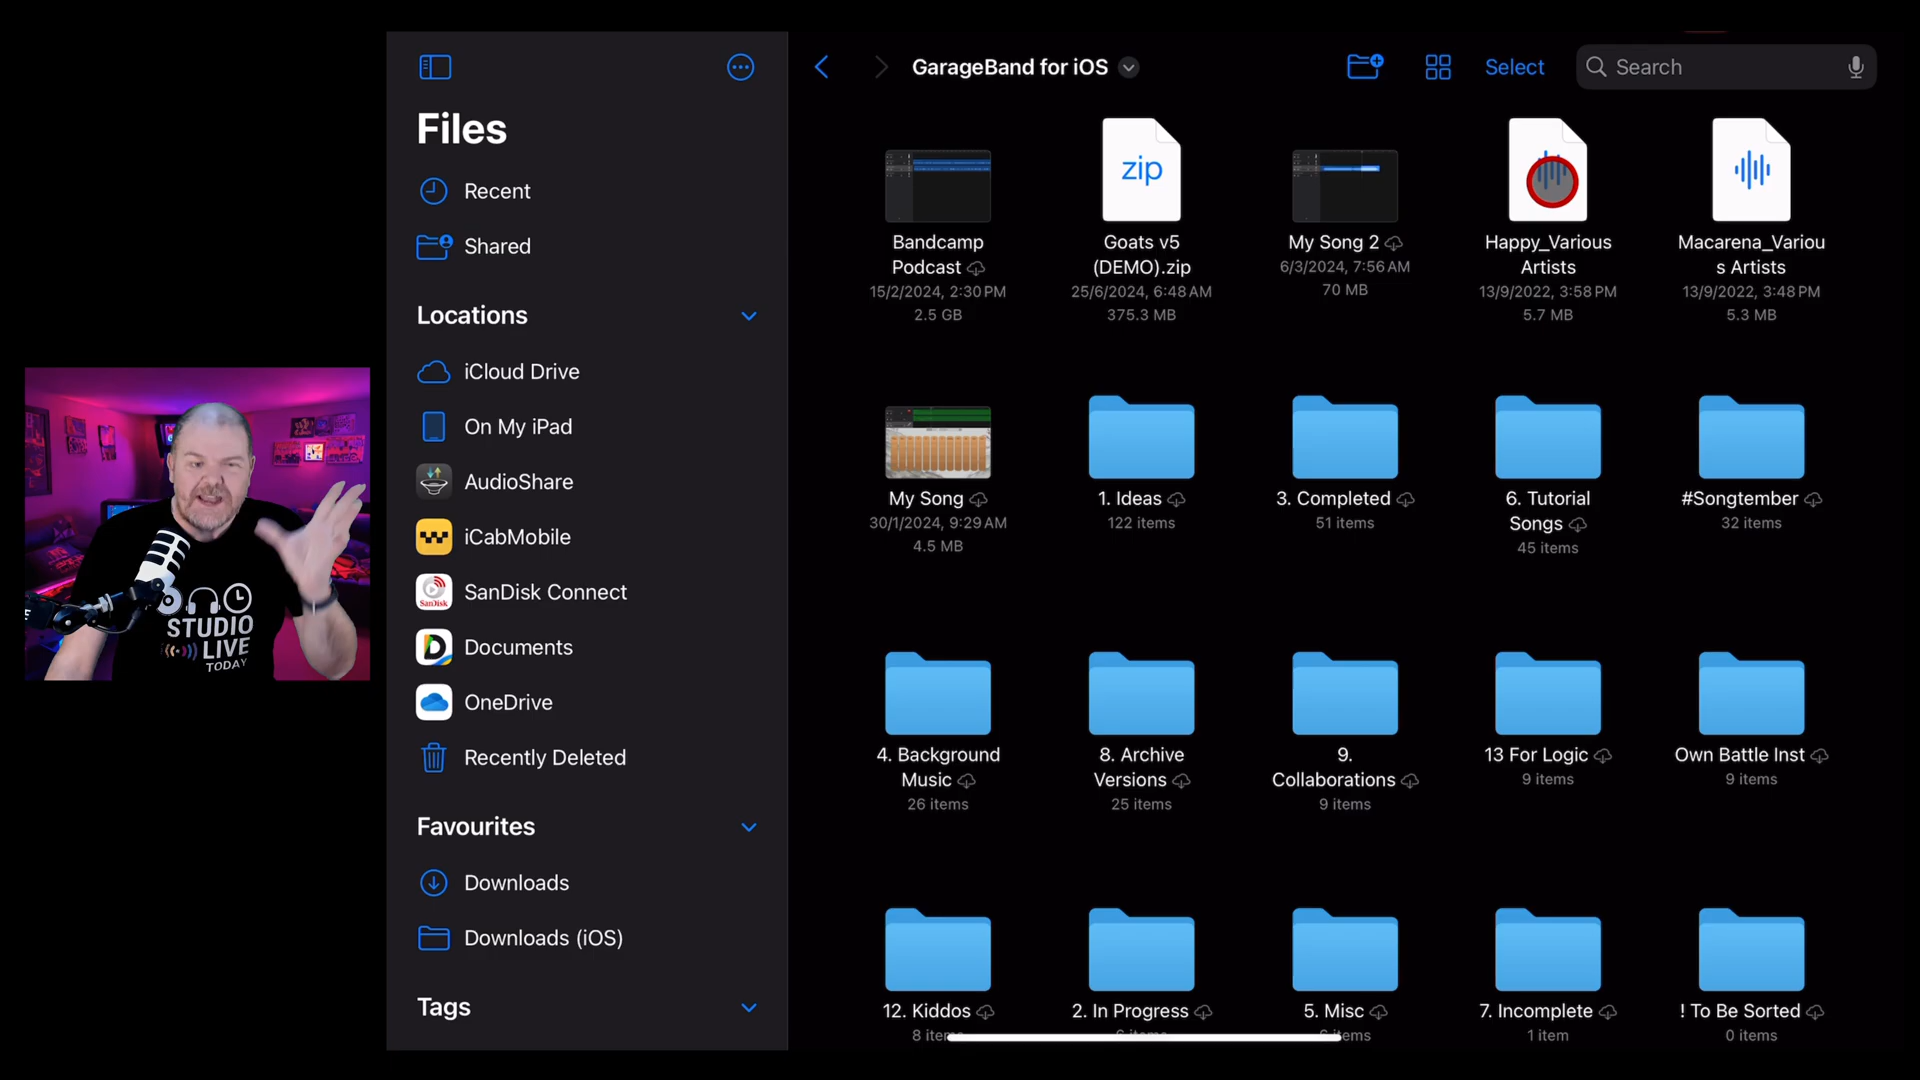 Files
Recent
Shared
Locations
iCloud Drive
On My iPad
AudioShare
iCabMobile
SanDisk
SanDisk Connect
Documents
OneDrive
Recently Deleted
Favourites
Downloads
Downloads (iOS)
Tags
GarageBand for iOS
Select
Search
Bandcamp
Podcast
15/2/2024, 2:30 PM
2.5 GB
zip
Goats v5
(DEMO).zip
25/6/2024, 6:48 AM
375.3 MB
My Song 2
6/3/2024, 7:56 AM
70 MB
Happy_Various
Artists
13/9/2022, 3:58 PM
5.7 MB
Macarena_Variou
s Artists
13/9/2022, 3:48 PM
5.3 MB
My Song
30/1/2024, 9:29 AM
4.5 MB
1. Ideas
122 items
3. Completed
51 items
6. Tutorial
Songs
45 items
#Songtember
32 items
4. Background
Music
26 items
8. Archive
Versions
25 items
9.
Collaborations
9 items
13 For Logic
9 items
Own Battle Inst
9 items
12. Kiddos
8 items
2. In Progress
5. Misc
7. Incomplete
1 item
! To Be Sorted
0 items
STUDIO
LIVE
TODAY